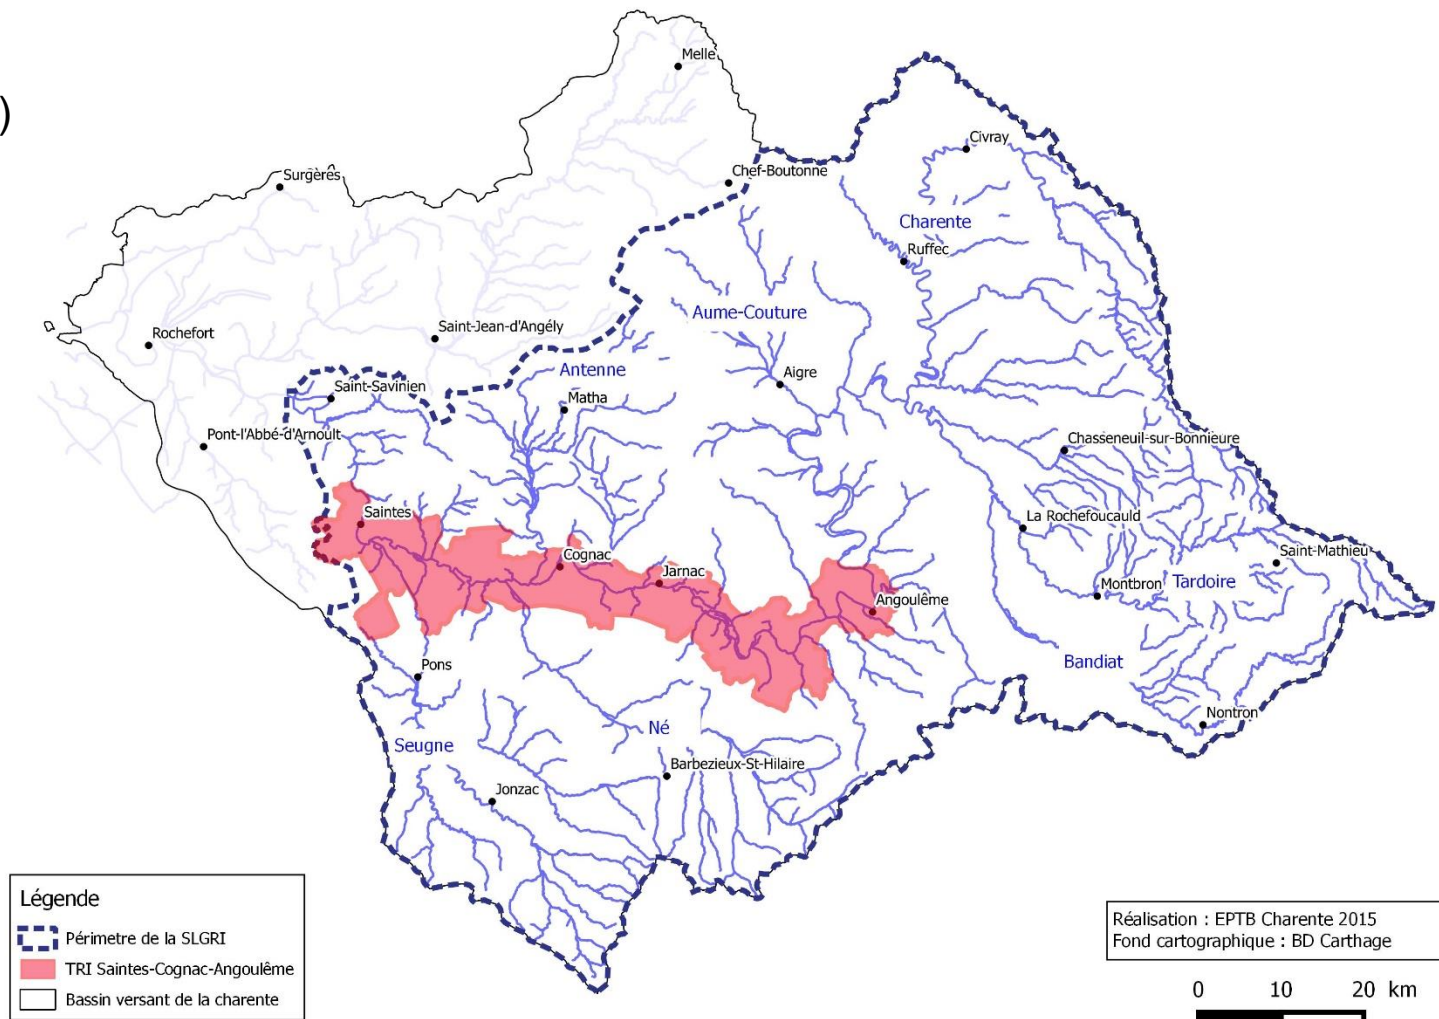 )
Melle
Civray
Surgères
Chef-Boutonne
Charente
Ruffec
Aume-Couture
Rochefort
Saint-Jean-d'Angély
Antenne
Aigre
Saint-Savinien
Matha
Pont-l'Abbé-d'Arnoult
Chasseneuil-sur-Bonnieure
Saintes
La Rochefoucauld
Cognac
Saint-Mathieu
Jarnac
Montbron
Tardoire
Angoulême
Pons
Bandiat
Nontron
Né
Seugne
Barbezieux-St-Hilaire
Jonzac
Légende
Périmetre de la SLGRI
TRI Saintes-Cognac-Angoulême
Bassin versant de la charente
Réalisation : EPTB Charente 2015
Fond cartographique : BD Carthage
0 10 20 km